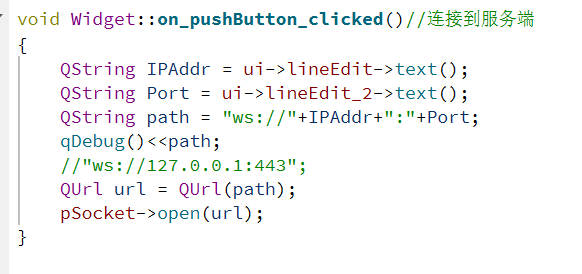 void Widget::on_pushButton_clicked()//连接到服务端
{
    QString IPAddr = ui->lineEdit->text();
    QString Port = ui->lineEdit_2->text();
    QString path = "ws://"+IPAddr+":"+Port;
    qDebug()<<path;
    //"ws://127.0.0.1:443";
    QUrl url = QUrl(path);
    pSocket->open(url);
}